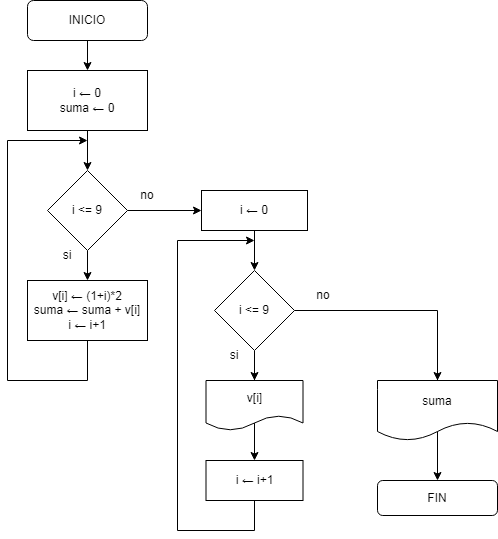 INICIO
i ← 0
suma ← 0
i <= 9
no
si
v[i] ← (1+i)*2
suma ← suma + v[i]
i ← i+1
i ← 0
i <= 9
no
si
v[i]
i ← i+1
suma
FIN